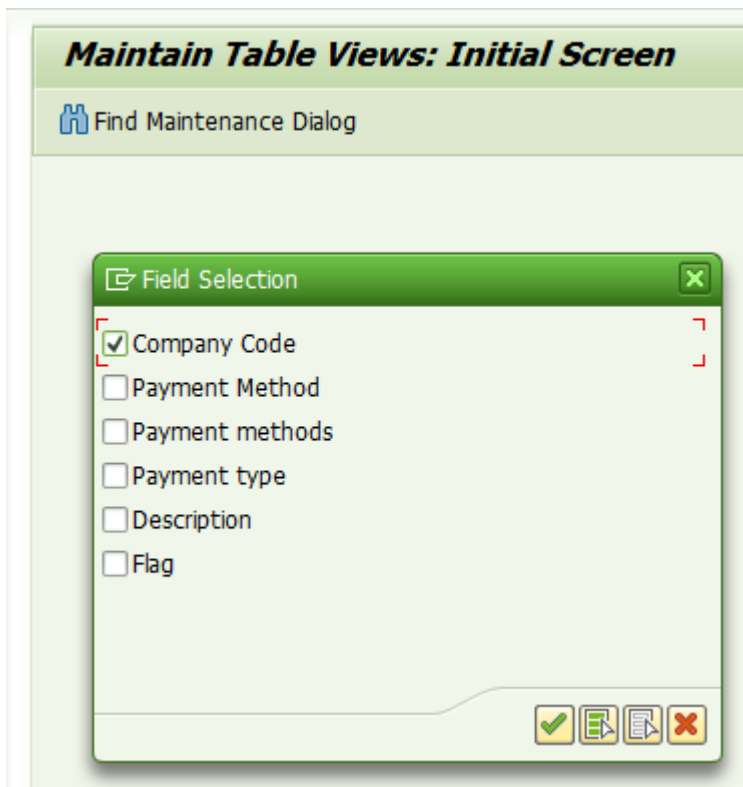 Maintain Table Views: Initial Screen
Find Maintenance Dialog
Field Selection
Company Code
Payment Method
Payment methods
Payment type
Description
Flag